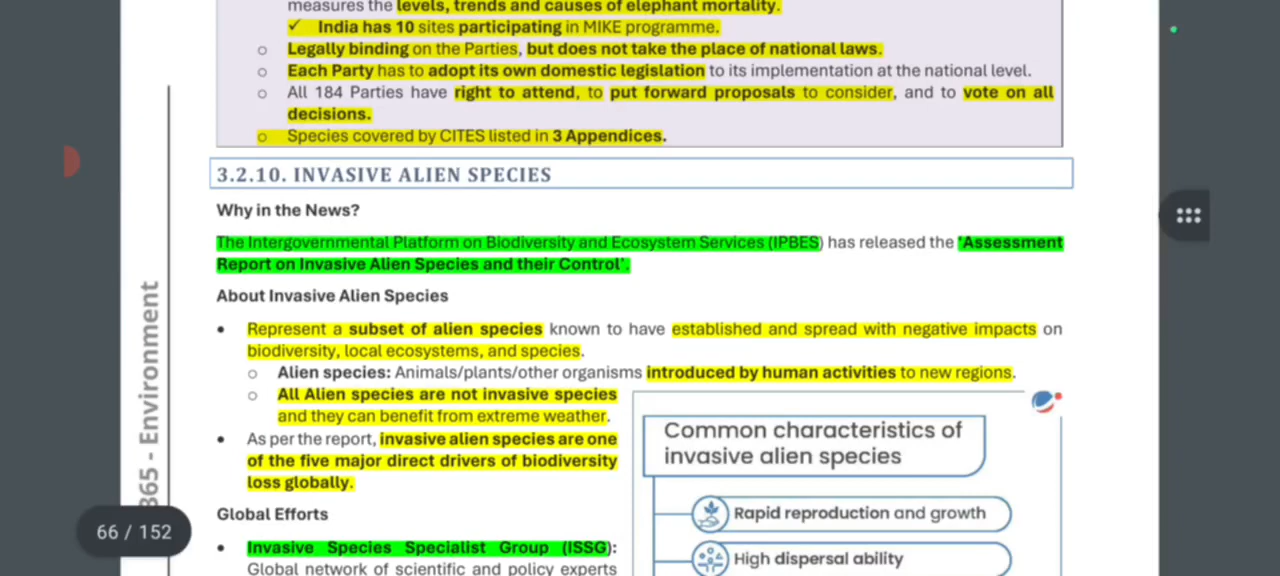 measures the levels, trends and causes of elephant mortality.
✓ India has 10 sites participating in MIKE programme.
o Legally binding on the Parties, but does not take the place of national laws.
o Each Party has to adopt its own domestic legislation to its implementation at the national level.
o All 184 Parties have right to attend, to put forward proposals to consider, and to vote on all
decisions.
o Species covered by CITES listed in 3 Appendices.
3.2.10. INVASIVE ALIEN SPECIES
Why in the News?
The Intergovernmental Platform on Biodiversity and Ecosystem Services (IPBES) has released the 'Assessment
Report on Invasive Alien Species and their Control'.
About Invasive Alien Species
• Represent a subset of alien species known to have established and spread with negative impacts on
biodiversity, local ecosystems, and species.
o Alien species: Animals/plants/other organisms introduced by human activities to new regions.
o All Alien species are not invasive species
and they can benefit from extreme weather.
• As per the report, invasive alien species are one
of the five major direct drivers of biodiversity
loss globally.
Global Efforts
• Invasive Species Specialist Group (ISSG):
Global network of scientific and policy experts
Common characteristics of
invasive alien species
Rapid reproduction and growth
High dispersal ability
365 - Environment
66 / 152